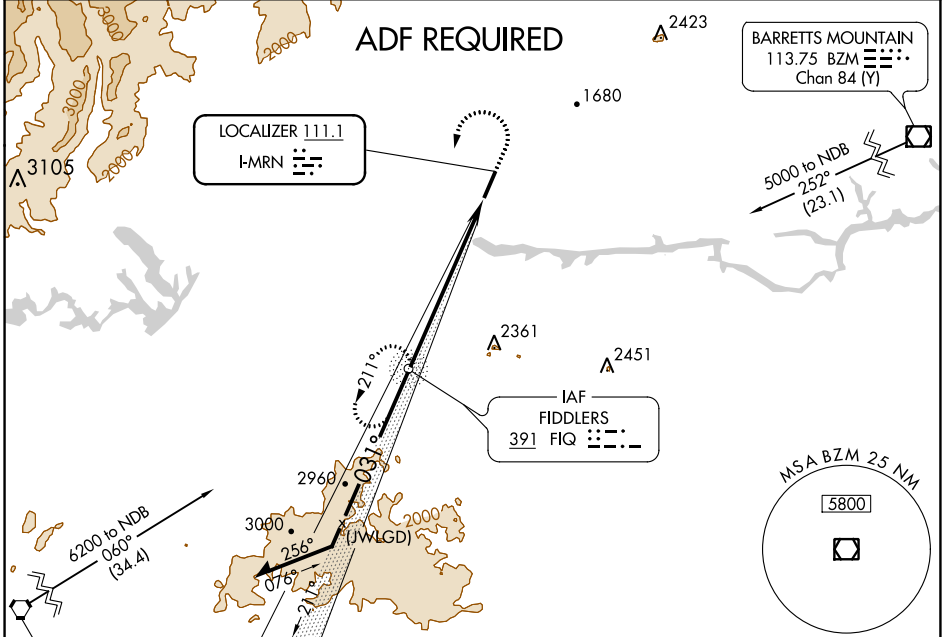 3000
2000
3000
2000
3105
ADF REQUIRED
2423
1680
BARRETTS MOUNTAIN
113.75 BZM
Chan 84 (Y)
LOCALIZER 111.1
I-MRN
5000 to NDB
252°
(23.1)
2361
2451
211°
IAF
FIDDLERS
391 FIQ
031°
2960
3000
2000
(JWLGD)
256°
076°
211°
6200 to NDB
060°
(34.4)
MSA BZM 25 NM
5800